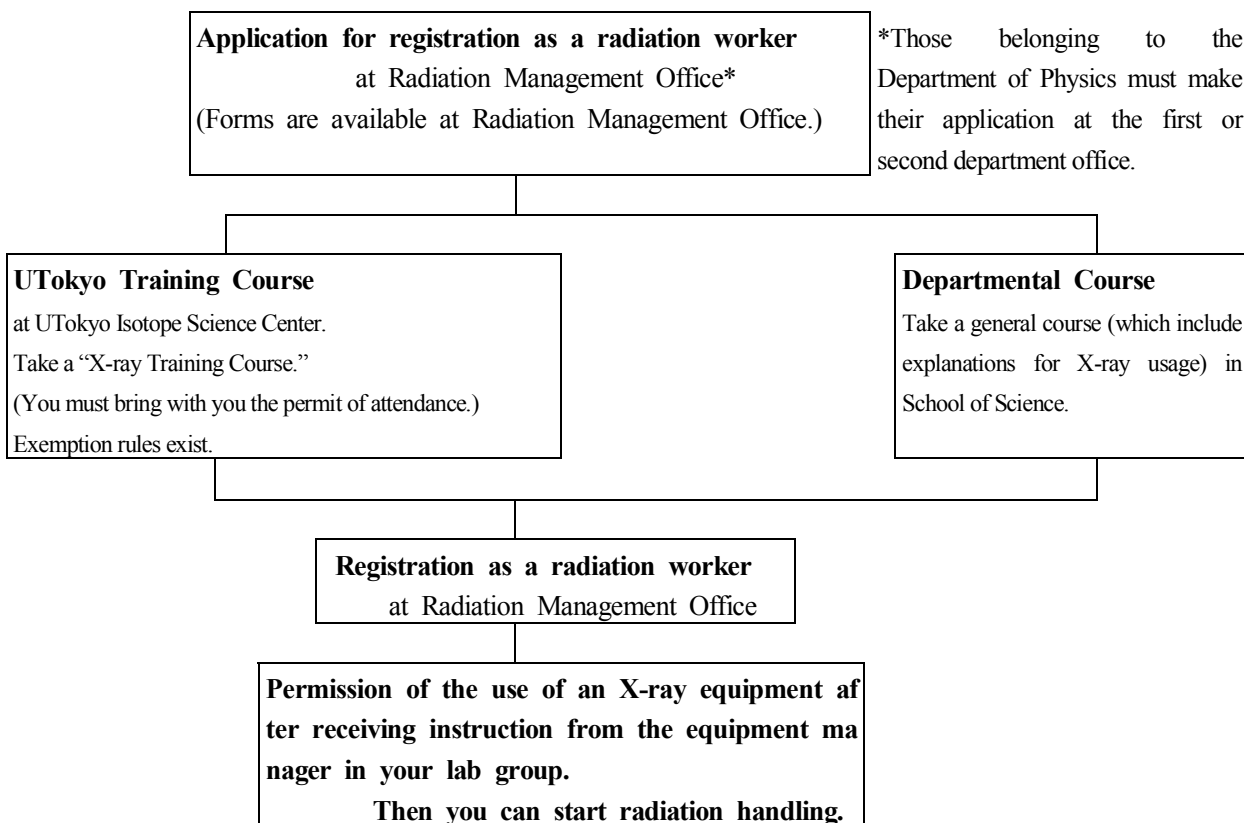 Application for registration as a radiation worker
at Radiation Management Office*
(Forms are available at Radiation Management Office.)
*Those belonging to the
Department of Physics must make
their application at the first or
second department office.
UTokyo Training Course
at UTokyo Isotope Science Center.
Take a “X-ray Training Course.”
(You must bring with you the permit of attendance.)
Exemption rules exist.
Departmental Course
Take a general course (which include
explanations for X-ray usage) in
School of Science.
Registration as a radiation worker
at Radiation Management Office
Permission of the use of an X-ray equipment af
ter receiving instruction from the equipment ma
nager in your lab group.
Then you can start radiation handling.